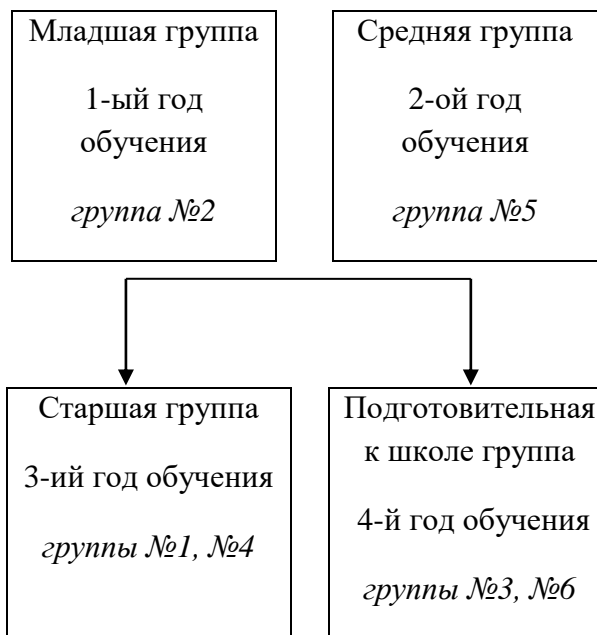 Младшая группа
1-ый год
обучения
группа №2
Средняя группа
2-ой год
обучения
группа №5
Старшая группа
3-ий год обучения
группы №1, №4
Подготовительная
к школе группа
4-й год обучения
группы №3, №6